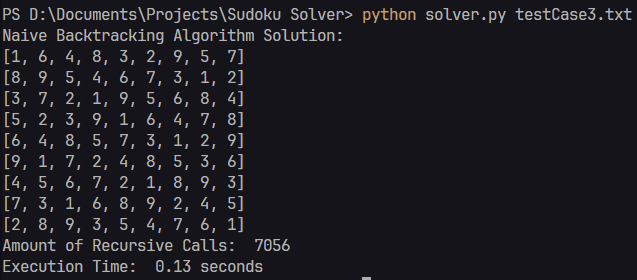 PS D:\Documents\Projects\Sudoku Solver> python solver.py testCase3.txt
Naive Backtracking Algorithm Solution:
[1, 6, 4, 8, 3, 2, 9, 5, 7]
[8, 9, 5, 4, 6, 7, 3, 1, 2]
[3, 7, 2, 1, 9, 5, 6, 8, 4]
[5, 2, 3, 9, 1, 6, 4, 7, 8]
[6, 4, 8, 5, 7, 3, 1, 2, 9]
[9, 1, 7, 2, 4, 8, 5, 3, 6]
[4, 5, 6, 7, 2, 1, 8, 9, 3]
[7, 3, 1, 6, 8, 9, 2, 4, 5]
[2, 8, 9, 3, 5, 4, 7, 6, 1]
Amount of Recursive Calls:  7056
Execution Time:  0.13 seconds